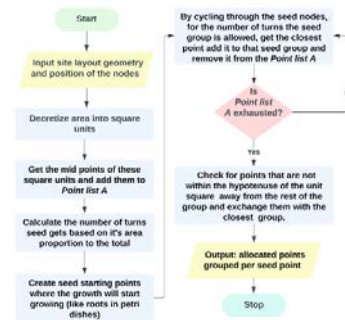 Start
Input site layout geometry
and position of the nodes
Decretize area into square
units
Get the mid points of these
square units and add them to
Point list A
Calculate the number of turns
seed gets based on it's area
proportion to the total
Create seed starting points
where the growth will start
growing (like roots in petri
dishes)
By cycling through the seed nodes,
for the number of turns the seed
group is allowed, get the closest
point add it to that seed group and
remove it from the Point list A
Is
Point list
A exhausted?
Yes
Check for points that are not
within the hypotenuse of the unit
square away from the rest of the
group and exchange them with the
closest group.
Output: allocated points
grouped per seed point
Stop